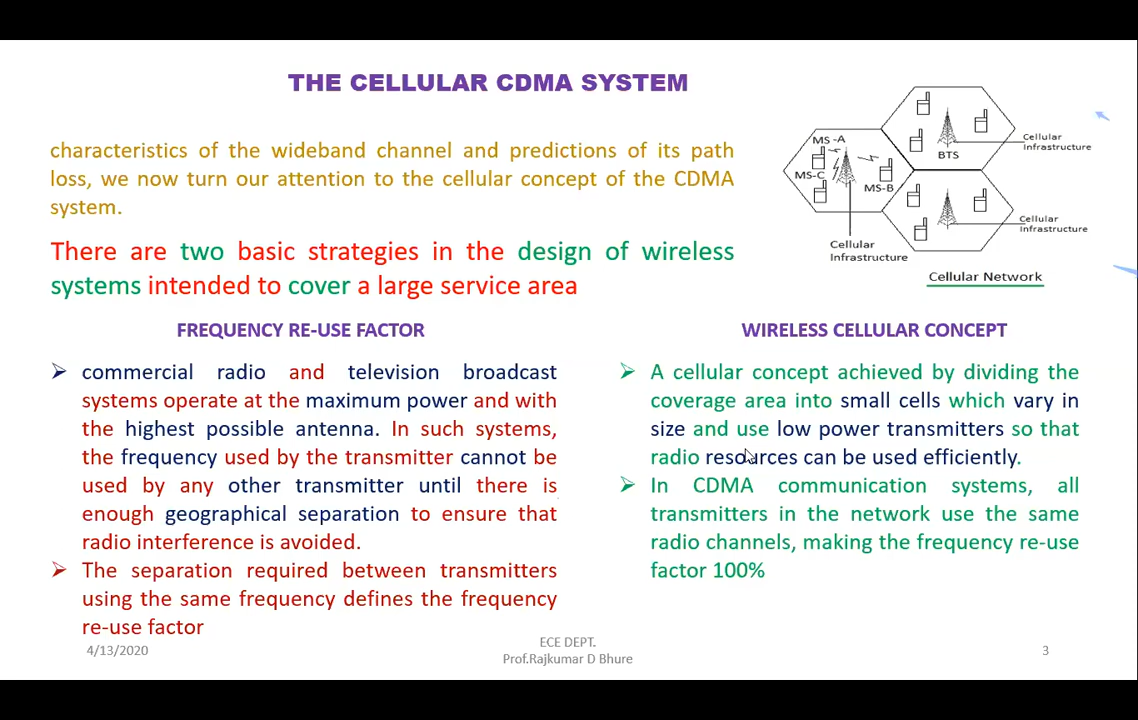 THE CELLULAR CDMA SYSTEM
characteristics of the wideband channel and predictions of its path
loss, we now turn our attention to the cellular concept of the CDMA
system.
There are two basic strategies in the design of wireless
systems intended to cover a large service area
MS -A
MS-C
MS-B
BTS
Cellular
Infrastructure
Cellular
Infrastructure
Cellular
Infrastructure
Cellular Network
FREQUENCY RE-USE FACTOR
commercial radio and television broadcast
systems operate at the maximum power and with
the highest possible antenna. In such systems,
the frequency used by the transmitter cannot be
used by any other transmitter until there is
enough geographical separation to ensure that
radio interference is avoided.
The separation required between transmitters
using the same frequency defines the frequency
re-use factor
WIRELESS CELLULAR CONCEPT
A cellular concept achieved by dividing the
coverage area into small cells which vary in
size and use low power transmitters so that
radio resources can be used efficiently.
In CDMA communication systems, all
transmitters in the network use the same
radio channels, making the frequency re-use
factor 100%
4/13/2020
ECE DEPT.
Prof.Rajkumar D Bhure
3